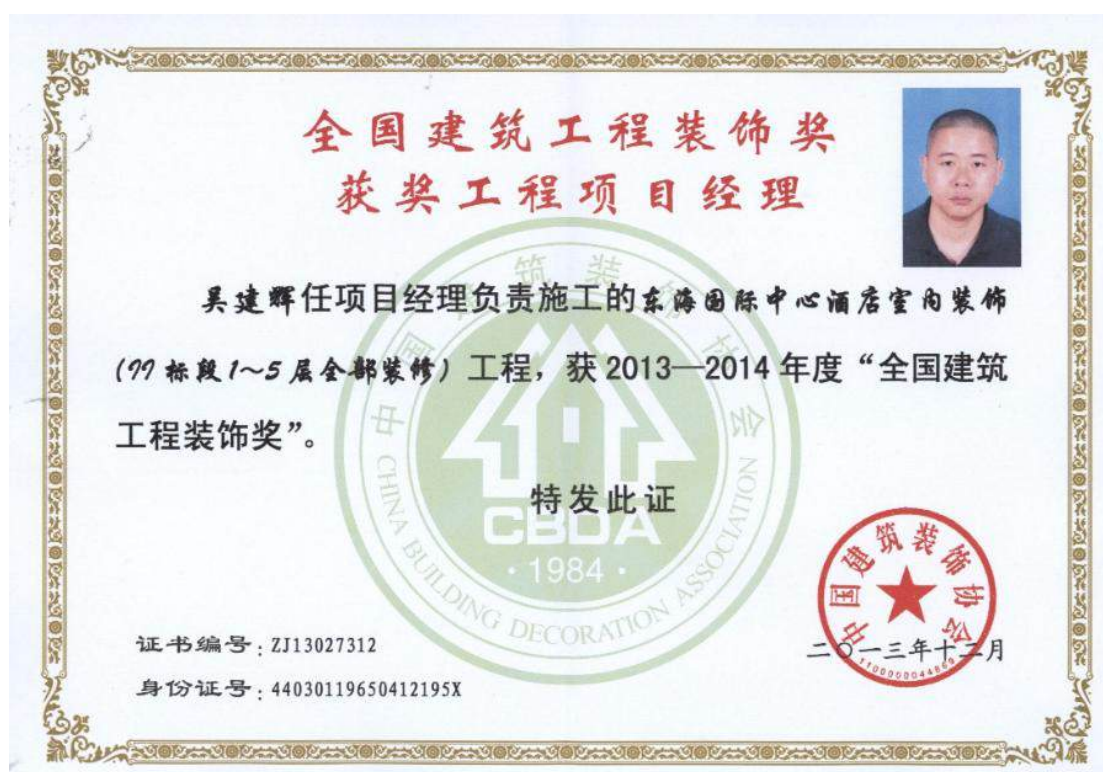 全国建筑工程装饰奖
获奖工程项目经理
吴建辉任项目经理负责施工的东海国际中心酒店室内装饰
(II标段1~5层全部装修)工程，获2013—2014年度“全国建筑
工程装饰奖”。
特发此证
中国建筑装饰协会
CBDA
·1984·
CHINA BUILDING DECORATION ASSOCIATION
中国建筑装饰协会
二〇一三年十二月
证书编号：ZJ13027312
身份证号：44030119650412195X